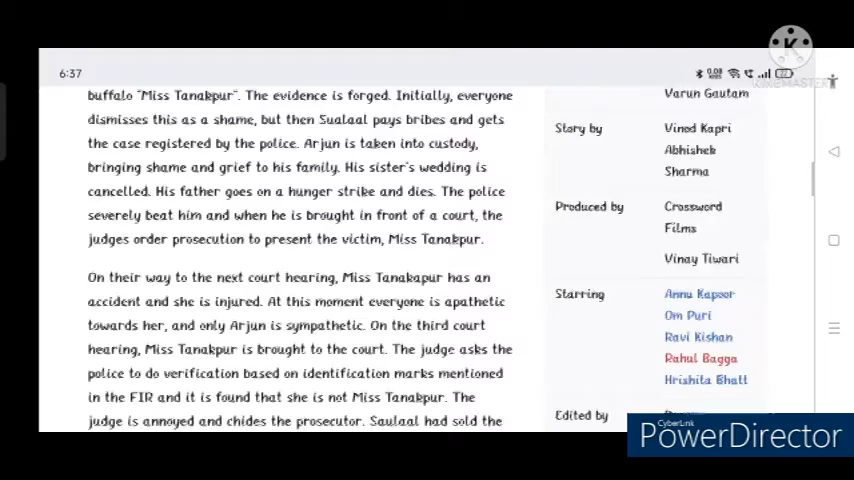 6:37
KINEMASTER
buffalo "Miss Tanakpur". The evidence is forged. Initially, everyone
dismisses this as a shame, but then Sualaal pays bribes and gets
the case registered by the police. Arjun is taken into custody,
bringing shame and grief to his family. His sister's wedding is
cancelled. His father goes on a hunger strike and dies. The police
severely beat him and when he is brought in front of a court, the
judges order prosecution to present the victim, Miss Tanakpur.
On their way to the next court hearing, Miss Tanakapur has an
accident and she is injured. At this moment everyone is apathetic
towards her, and only Arjun is sympathetic. On the third court
hearing, Miss Tanakpur is brought to the court. The judge asks the
police to do verification based on identification marks mentioned
in the FIR and it is found that she is not Miss Tanakpur. The
judge is annoyed and chides the prosecutor. Saulaal had sold the
Varun Gautam
Story by
Vinod Kapri
Abhishek
Sharma
Produced by
Crossword
Films
Vinay Tiwari
Starring
Annu Kapoor
Om Puri
Ravi Kishan
Rahul Bagga
Hrishita Bhatt
Edited by
CyberLink
PowerDirector